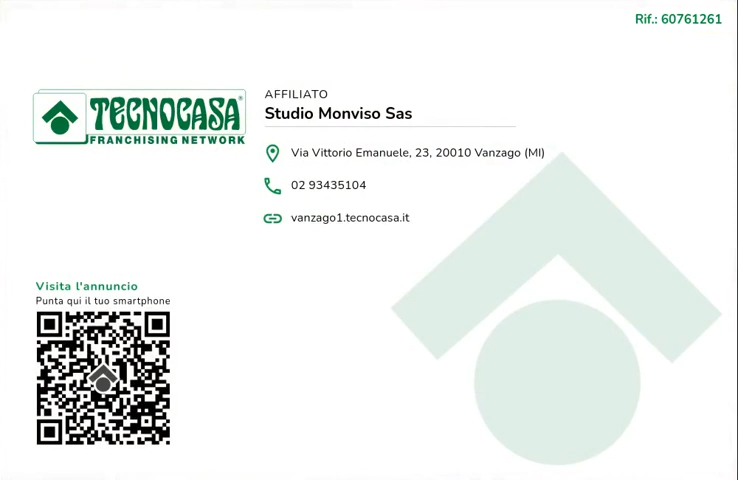 Rif.: 60761261
TECNOCASA®
FRANCHISING NETWORK
AFFILIATO
Studio Monviso Sas
Via Vittorio Emanuele, 23, 20010 Vanzago (MI)
02 93435104
vanzago1.tecnocasa.it
Visita l'annuncio
Punta qui il tuo smartphone